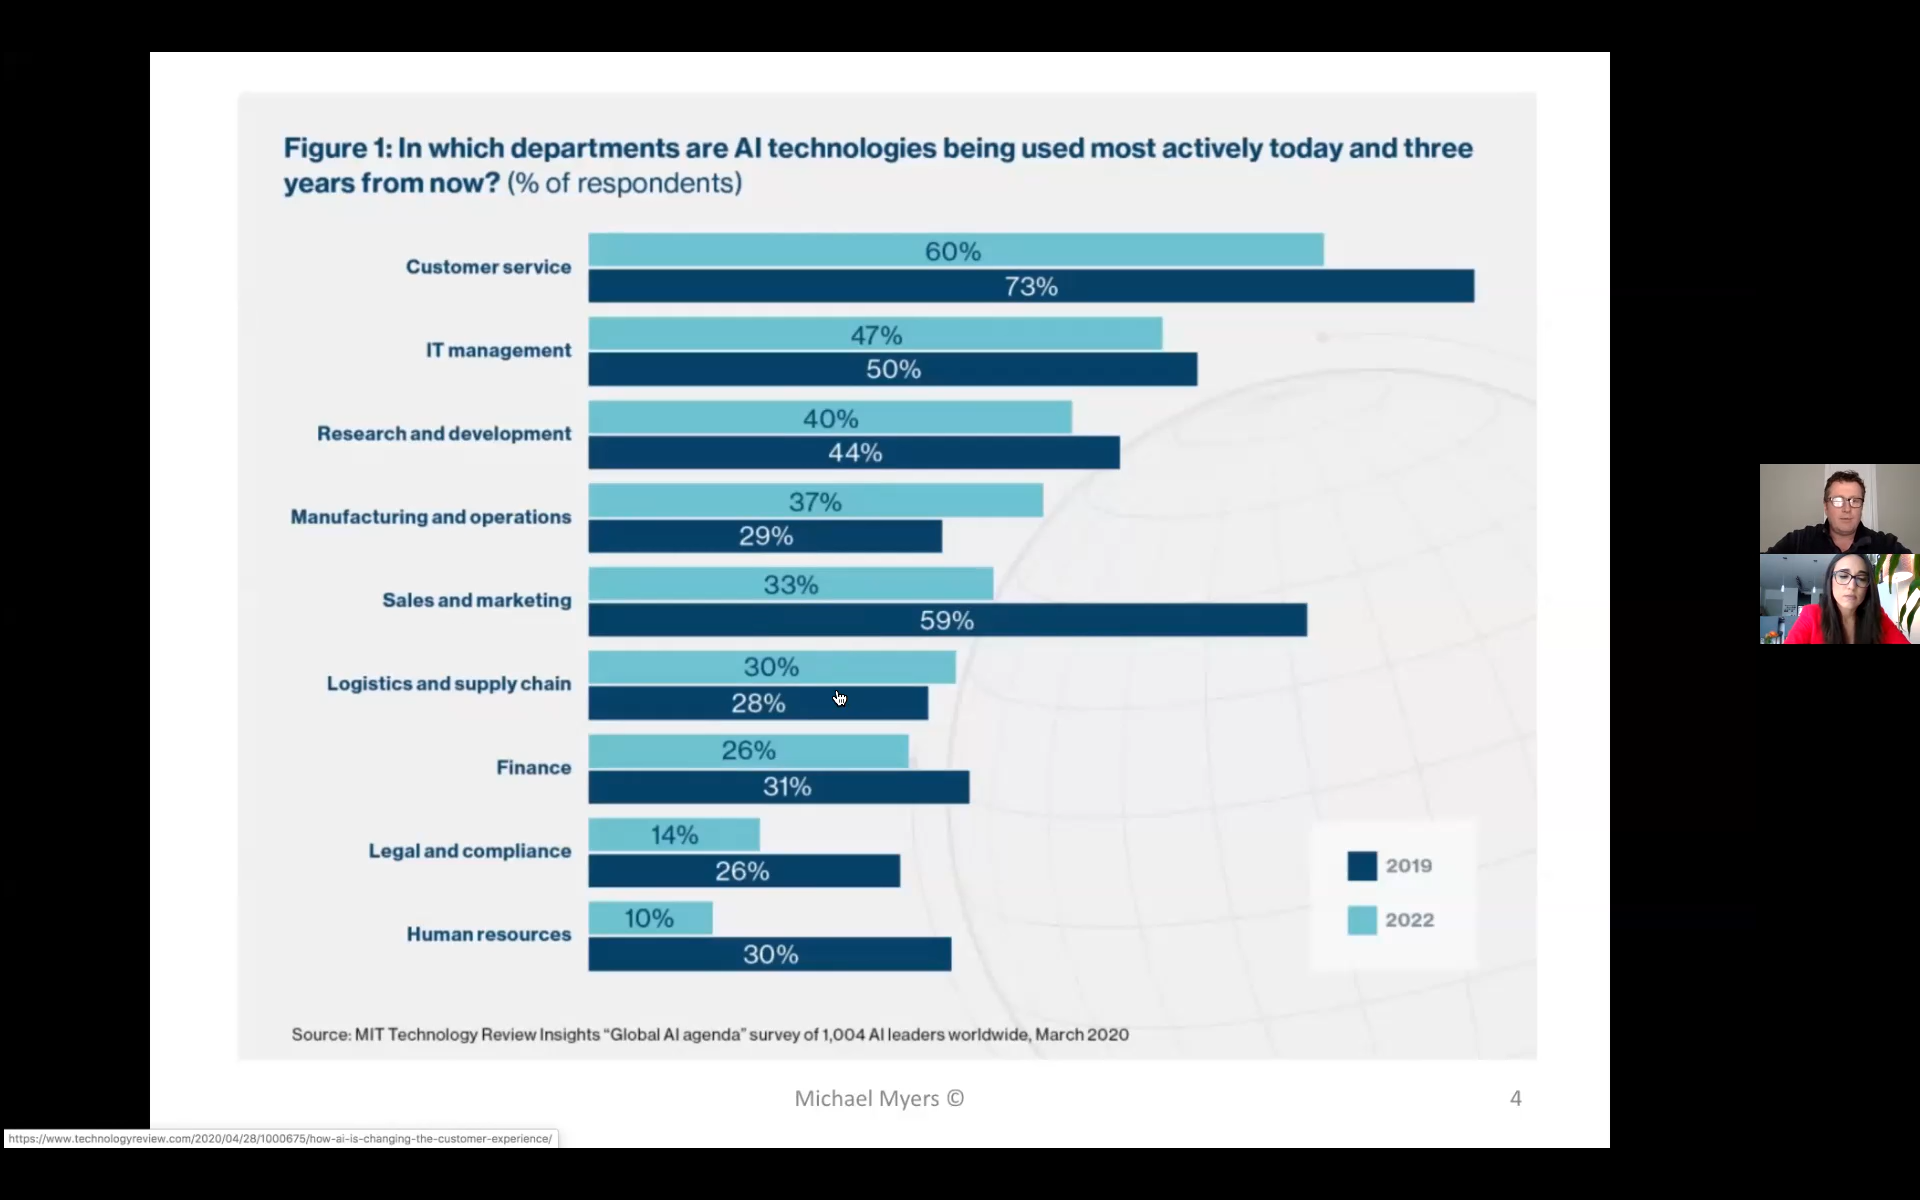 Figure 1: In which departments are AI technologies being used most actively today and three
years from now? (% of respondents)
Customer service
60%
73%
IT management
47%
50%
Research and development
40%
44%
Manufacturing and operations
37%
29%
Sales and marketing
33%
59%
Logistics and supply chain
30%
28%
Finance
26%
31%
Legal and compliance
14%
26%
Human resources
10%
30%
2019
2022
Source: MIT Technology Review Insights “Global AI agenda” survey of 1,004 AI leaders worldwide, March 2020
Michael Myers ©
4
https://www.technologyreview.com/2020/04/28/1000675/how-ai-is-changing-the-customer-experience/